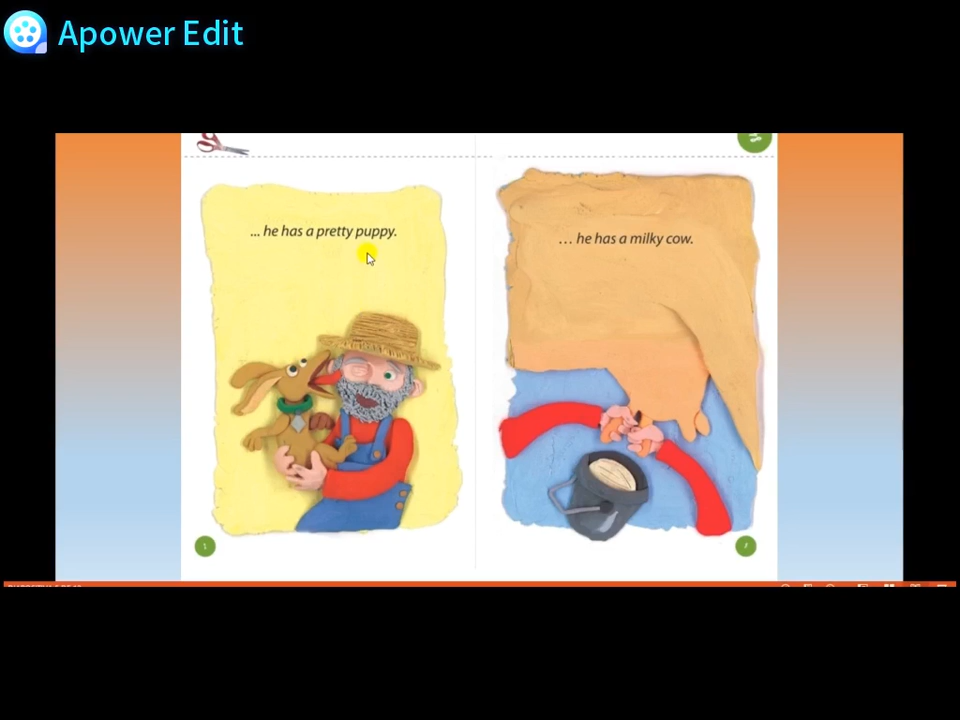 Apower Edit
... he has a pretty puppy.
... he has a milky cow.